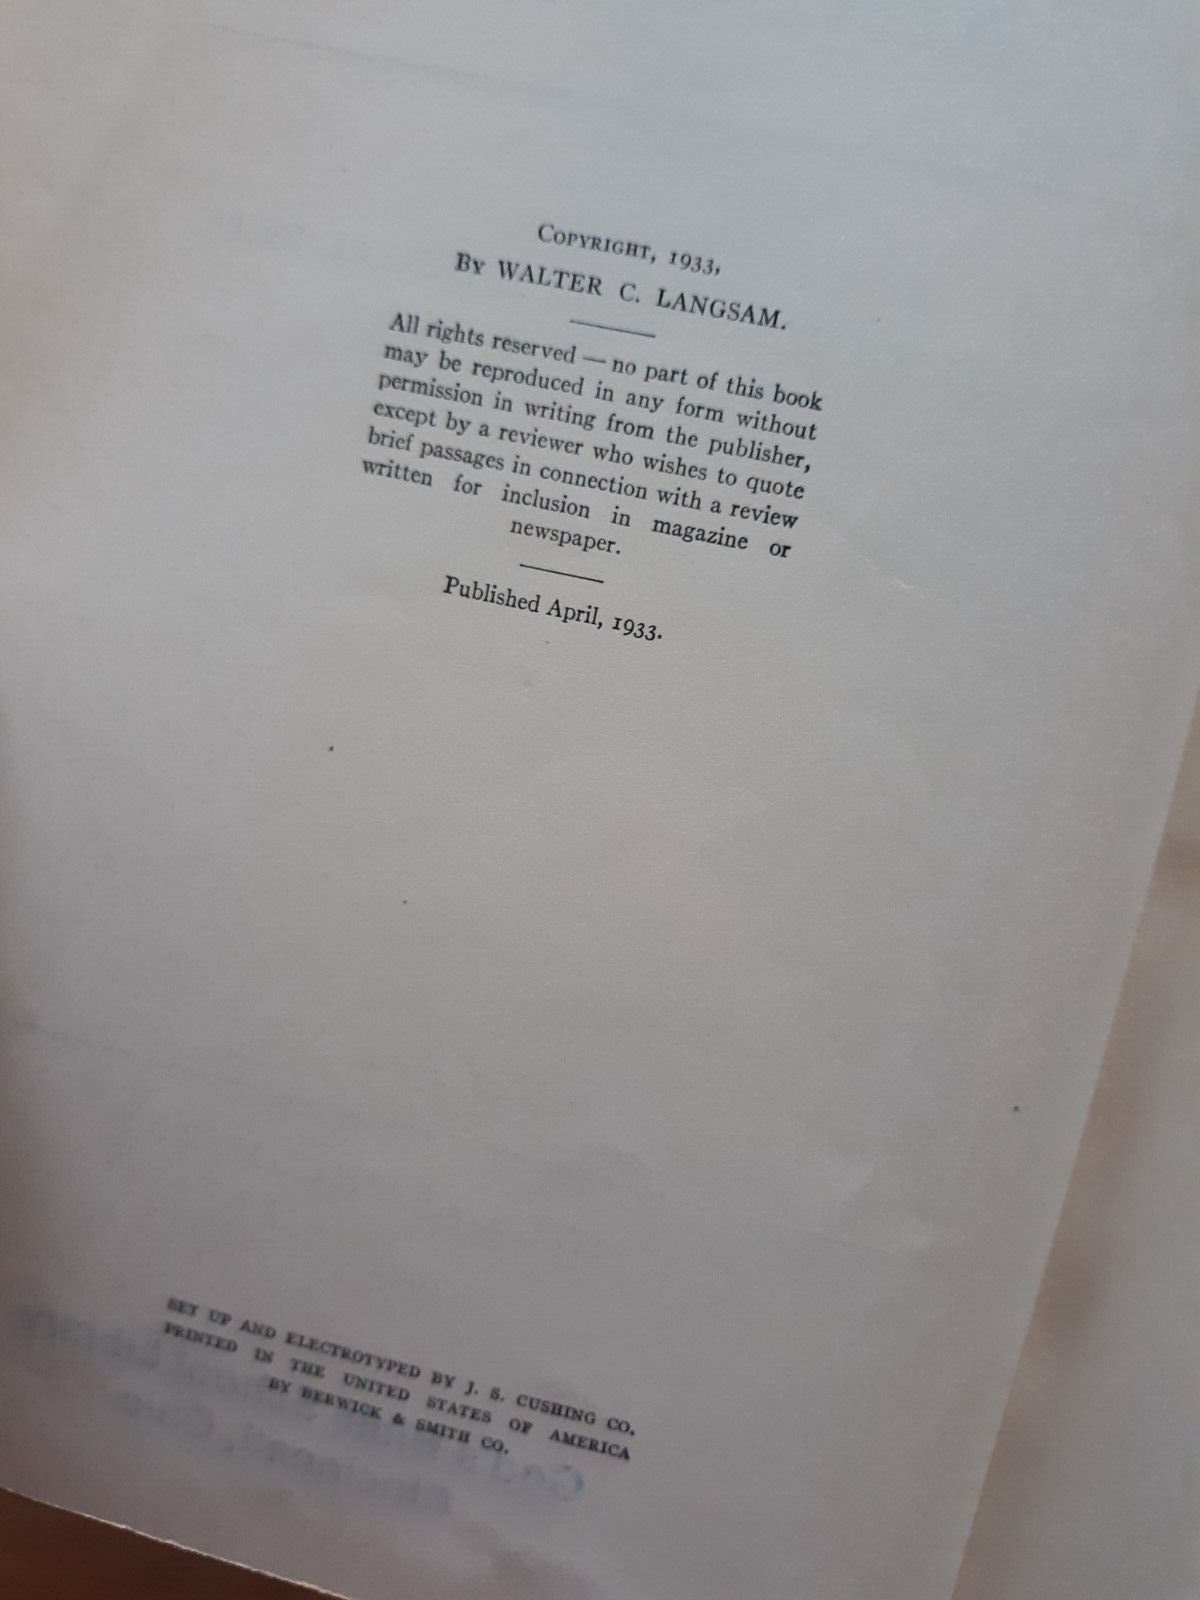 COPYRIGHT, 1933,
BY WALTER C. LANGSAM.
All rights reserved — no part of this book
may be reproduced in any form without
permission in writing from the publisher,
except by a reviewer who wishes to quote
brief passages in connection with a review
written for inclusion in magazine or
newspaper.
Published April, 1933.
SET UP AND ELECTROTYPED BY J. S. CUSHING CO.
PRINTED IN THE UNITED STATES OF AMERICA
BY BERWICK & SMITH CO.